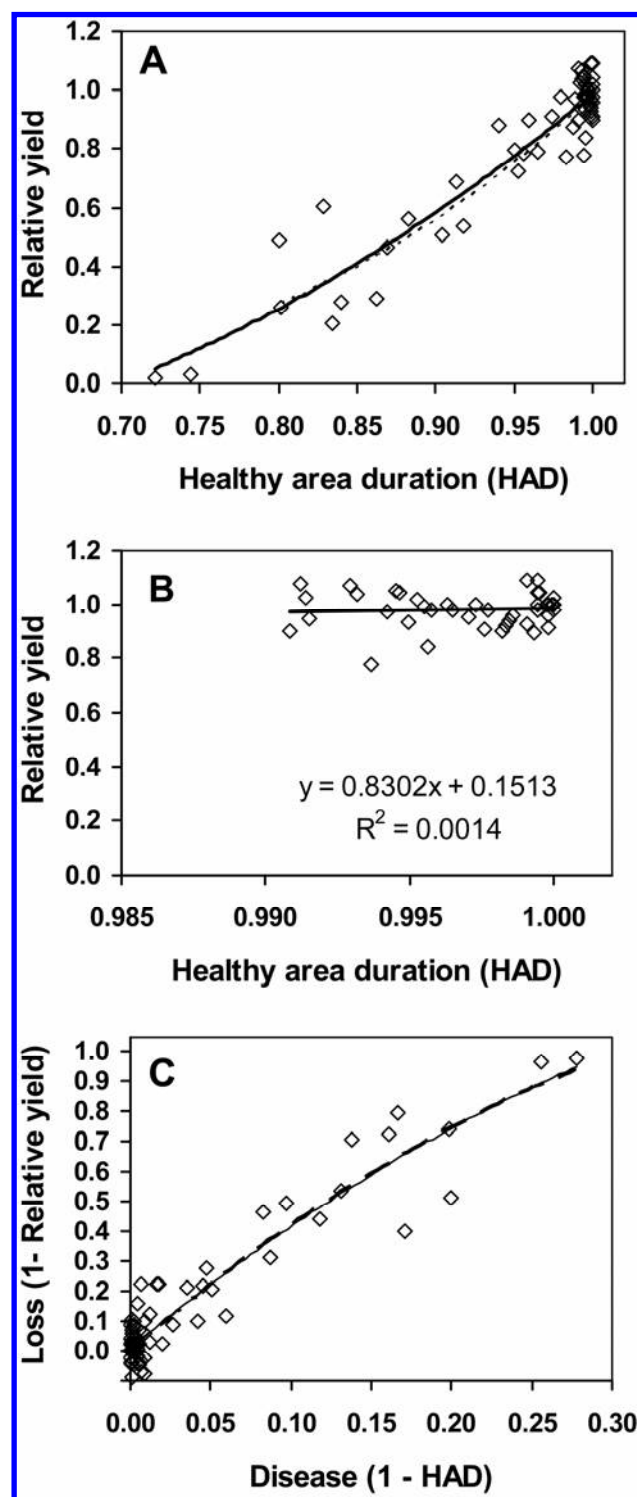 A
Relative yield
1.2
1.0
0.8
0.6
0.4
0.2
0.0
0.70 0.75 0.80 0.85 0.90 0.95 1.00
Healthy area duration (HAD)
B
Relative yield
1.2
1.0
0.8
0.6
0.4
0.2
0.0
y = 0.8302x + 0.1513
R² = 0.0014
0.985 0.990 0.995 1.000
Healthy area duration (HAD)
C
Loss (1- Relative yield)
1.0
0.9
0.8
0.7
0.6
0.5
0.4
0.3
0.2
0.1
0.0
0.00 0.05 0.10 0.15 0.20 0.25 0.30
Disease (1 - HAD)